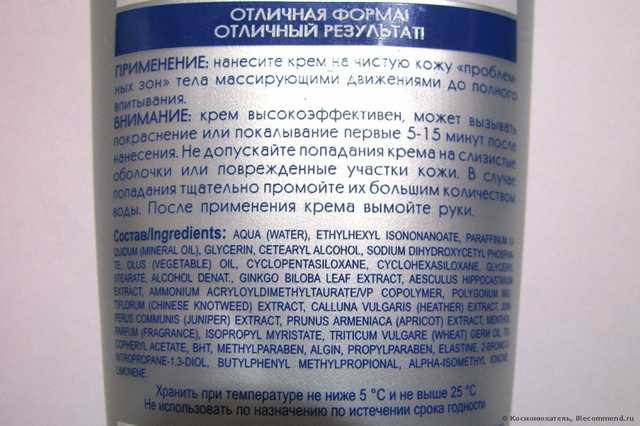 ОТЛИЧНАЯ ФОРМА!
ОТЛИЧНЫЙ РЕЗУЛЬТАТ!
ПРИМЕНЕНИЕ: нанесите крем на чистую кожу «проблем-
ных зон» тела массирующими движениями до полного
впитывания.
ВНИМАНИЕ: крем высокоэффективен, может вызывать
покраснение или покалывание первые 5-15 минут после
нанесения. Не допускайте попадания крема на слизистые
оболочки или поврежденные участки кожи. В случае
попадания тщательно промойте их большим количеством
воды. После применения крема вымойте руки.
Состав/Ingredients: AQUA (WATER), ETHYLHEXYL ISONONANOATE, PARAFFINUM LI-
QUIDUM (MINERAL OIL), GLYCERIN, CETEARYL ALCOHOL, SODIUM DIHYDROXYCETYL PHOSPHA-
TE, OLUS (VEGETABLE) OIL, CYCLOPENTASILOXANE, CYCLOHEXASILOXANE, GLYCERYL
STEARATE, ALCOHOL DENAT., GINKGO BILOBA LEAF EXTRACT, AESCULUS HIPPOCASTANUM
EXTRACT, AMMONIUM ACRYLOYLDIMETHYLTAURATE/VP COPOLYMER, POLYGONUM MUL-
TIFLORUM (CHINESE KNOTWEED) EXTRACT, CALLUNA VULGARIS (HEATHER) EXTRACT, JUNI-
PERUS COMMUNIS (JUNIPER) EXTRACT, PRUNUS ARMENIACA (APRICOT) EXTRACT, MENTHOL,
PARFUM (FRAGRANCE), ISOPROPYL MYRISTATE, TRITICUM VULGARE (WHEAT) GERM OIL, TO-
COPHERYL ACETATE, BHT, METHYLPARABEN, ALGIN, PROPYLPARABEN, ELASTINE, 2-BROMO-2-
NITROPROPANE-1,3-DIOL, BUTYLPHENYL METHYLPROPIONAL, ALPHA-ISOMETHYL IONONE,
LIMONENE.
Хранить при температуре не ниже 5 °С и не выше 25 °С
Не использовать по назначению по истечении срока годности
© Космонюхатель, IRecommend.ru